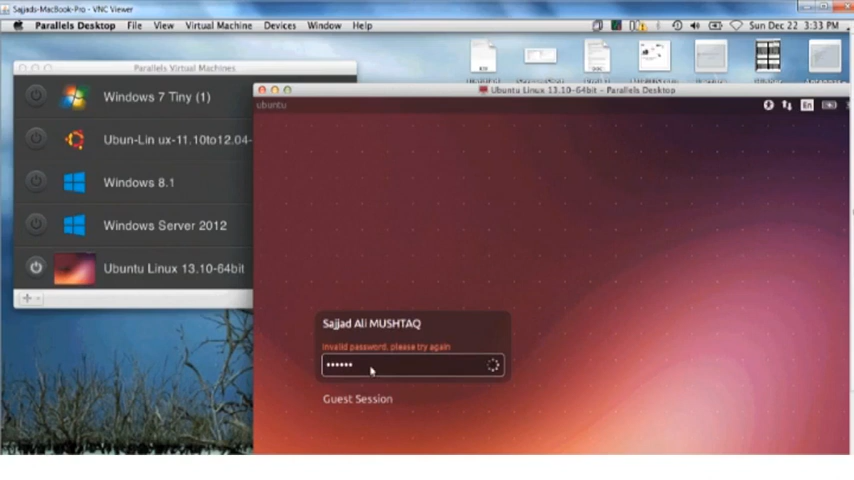 Sajjads-MacBook-Pro - VNC Viewer
Parallels Desktop File View Virtual Machine Devices Window Help
Sun Dec 22 3:33 PM
Parallels Virtual Machines
Windows 7 Tiny (1)
Ubun-Lin ux-11.10to12.04-
Windows 8.1
Windows Server 2012
Ubuntu Linux 13.10-64bit
Ubuntu Linux 13.10-64bit - Parallels Desktop
ubuntu
En
Sajjad Ali MUSHTAQ
Invalid password, please try again
Guest Session